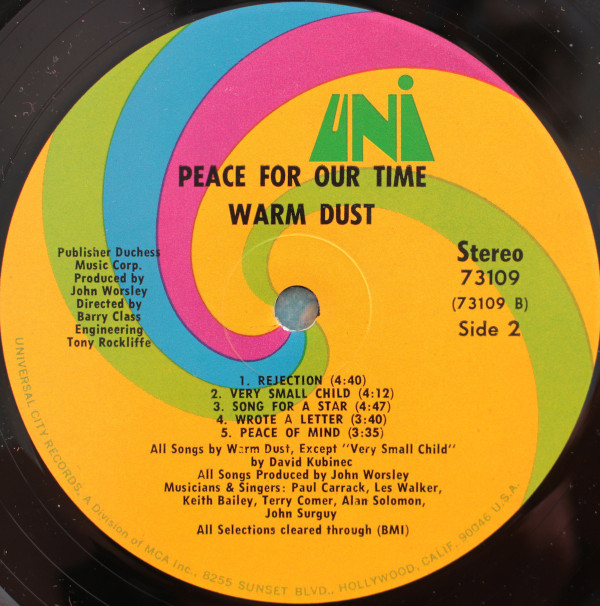 UNI
PEACE FOR OUR TIME
WARM DUST
Publisher Duchess
Music Corp.
Produced by
John Worsley
Directed by
Barry Class
Engineering
Tony Rockliffe
Stereo
73109
(73109 B)
Side 2
1. REJECTION (4:40)
2. VERY SMALL CHILD (4:12)
3. SONG FOR A STAR (4:47)
4. WROTE A LETTER (3:40)
5. PEACE OF MIND (3:35)
All Songs by Warm Dust, Except "Very Small Child"
by David Kubinec
All Songs Produced by John Worsley
Musicians & Singers: Paul Carrack, Les Walker,
Keith Bailey, Terry Comer, Alan Solomon,
John Surguy
All Selections cleared through (BMI)
UNIVERSAL CITY RECORDS, A Division of MCA Inc., 8255 SUNSET BLVD., HOLLYWOOD, CALIF. 90046 U.S.A.